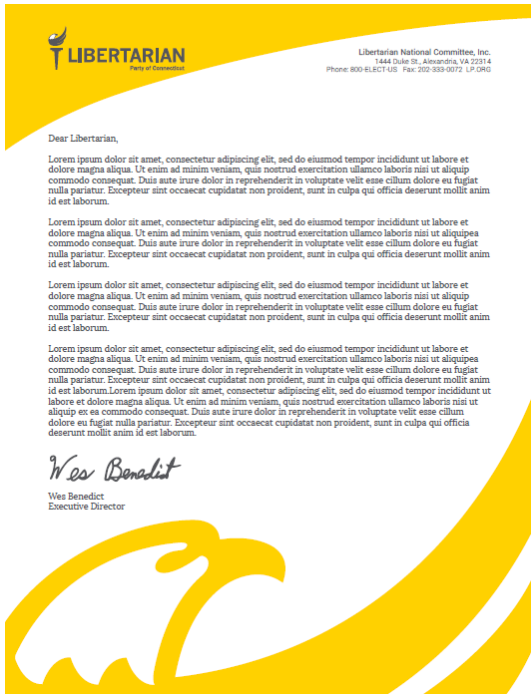 LIBERTARIAN
Party of Connecticut
Libertarian National Committee, Inc.
1444 Duke St., Alexandria, VA 22314
Phone: 800-ELECT-US Fax: 202-333-0072 LP.ORG
Dear Libertarian,
Lorem ipsum dolor sit amet, consectetur adipiscing elit, sed do eiusmod tempor incididunt ut labore et
dolore magna aliqua. Ut enim ad minim veniam, quis nostrud exercitation ullamco laboris nisi ut aliquip
commodo consequat. Duis aute irure dolor in reprehenderit in voluptate velit esse cillum dolore eu fugiat
nulla pariatur. Excepteur sint occaecat cupidatat non proident, sunt in culpa qui officia deserunt mollit anim
id est laborum.
Lorem ipsum dolor sit amet, consectetur adipiscing elit, sed do eiusmod tempor incididunt ut labore et
dolore magna aliqua. Ut enim ad minim veniam, quis nostrud exercitation ullamco laboris nisi ut aliquipea
commodo consequat. Duis aute irure dolor in reprehenderit in voluptate velit esse cillum dolore eu fugiat
nulla pariatur. Excepteur sint occaecat cupidatat non proident, sunt in culpa qui officia deserunt mollit anim
id est laborum.
Lorem ipsum dolor sit amet, consectetur adipiscing elit, sed do eiusmod tempor incididunt ut labore et
dolore magna aliqua. Ut enim ad minim veniam, quis nostrud exercitation ullamco laboris nisi ut aliquip
commodo consequat. Duis aute irure dolor in reprehenderit in voluptate velit esse cillum dolore eu fugiat
nulla pariatur. Excepteur sint occaecat cupidatat non proident, sunt in culpa qui officia deserunt mollit anim
id est laborum.
Lorem ipsum dolor sit amet, consectetur adipiscing elit, sed do eiusmod tempor incididunt ut labore et
dolore magna aliqua. Ut enim ad minim veniam, quis nostrud exercitation ullamco laboris nisi ut aliquipea
commodo consequat. Duis aute irure dolor in reprehenderit in voluptate velit esse cillum dolore eu fugiat
nulla pariatur. Excepteur sint occaecat cupidatat non proident, sunt in culpa qui officia deserunt mollit anim
id est laborum.Lorem ipsum dolor sit amet, consectetur adipiscing elit, sed do eiusmod tempor incididunt ut
labore et dolore magna aliqua. Ut enim ad minim veniam, quis nostrud exercitation ullamco laboris nisi ut
aliquip ex ea commodo consequat. Duis aute irure dolor in reprehenderit in voluptate velit esse cillum
dolore eu fugiat nulla pariatur. Excepteur sint occaecat cupidatat non proident, sunt in culpa qui officia
deserunt mollit anim id est laborum.
Wes Benedict
Wes Benedict
Executive Director